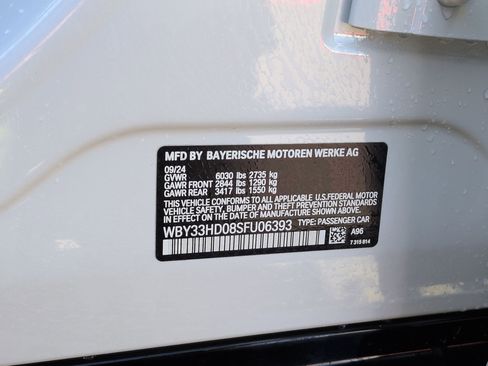 MFD BY BAYERISCHE MOTOREN WERKE AG
09/24
GVWR 6030 lbs 2735 kg
GAWR FRONT 2844 lbs 1290 kg
GAWR REAR 3417 lbs 1550 kg
THIS VEHICLE CONFORMS TO ALL APPLICABLE U.S.FEDERAL MOTOR
VEHICLE SAFETY, BUMPER, AND THEFT PREVENTION STANDARDS
IN EFFECT ON THE DATE OF MANUFACTURE SHOWN ABOVE.
TYPE: PASSENGER CAR
WBY33HD08SFU06393
A96
7 315 814